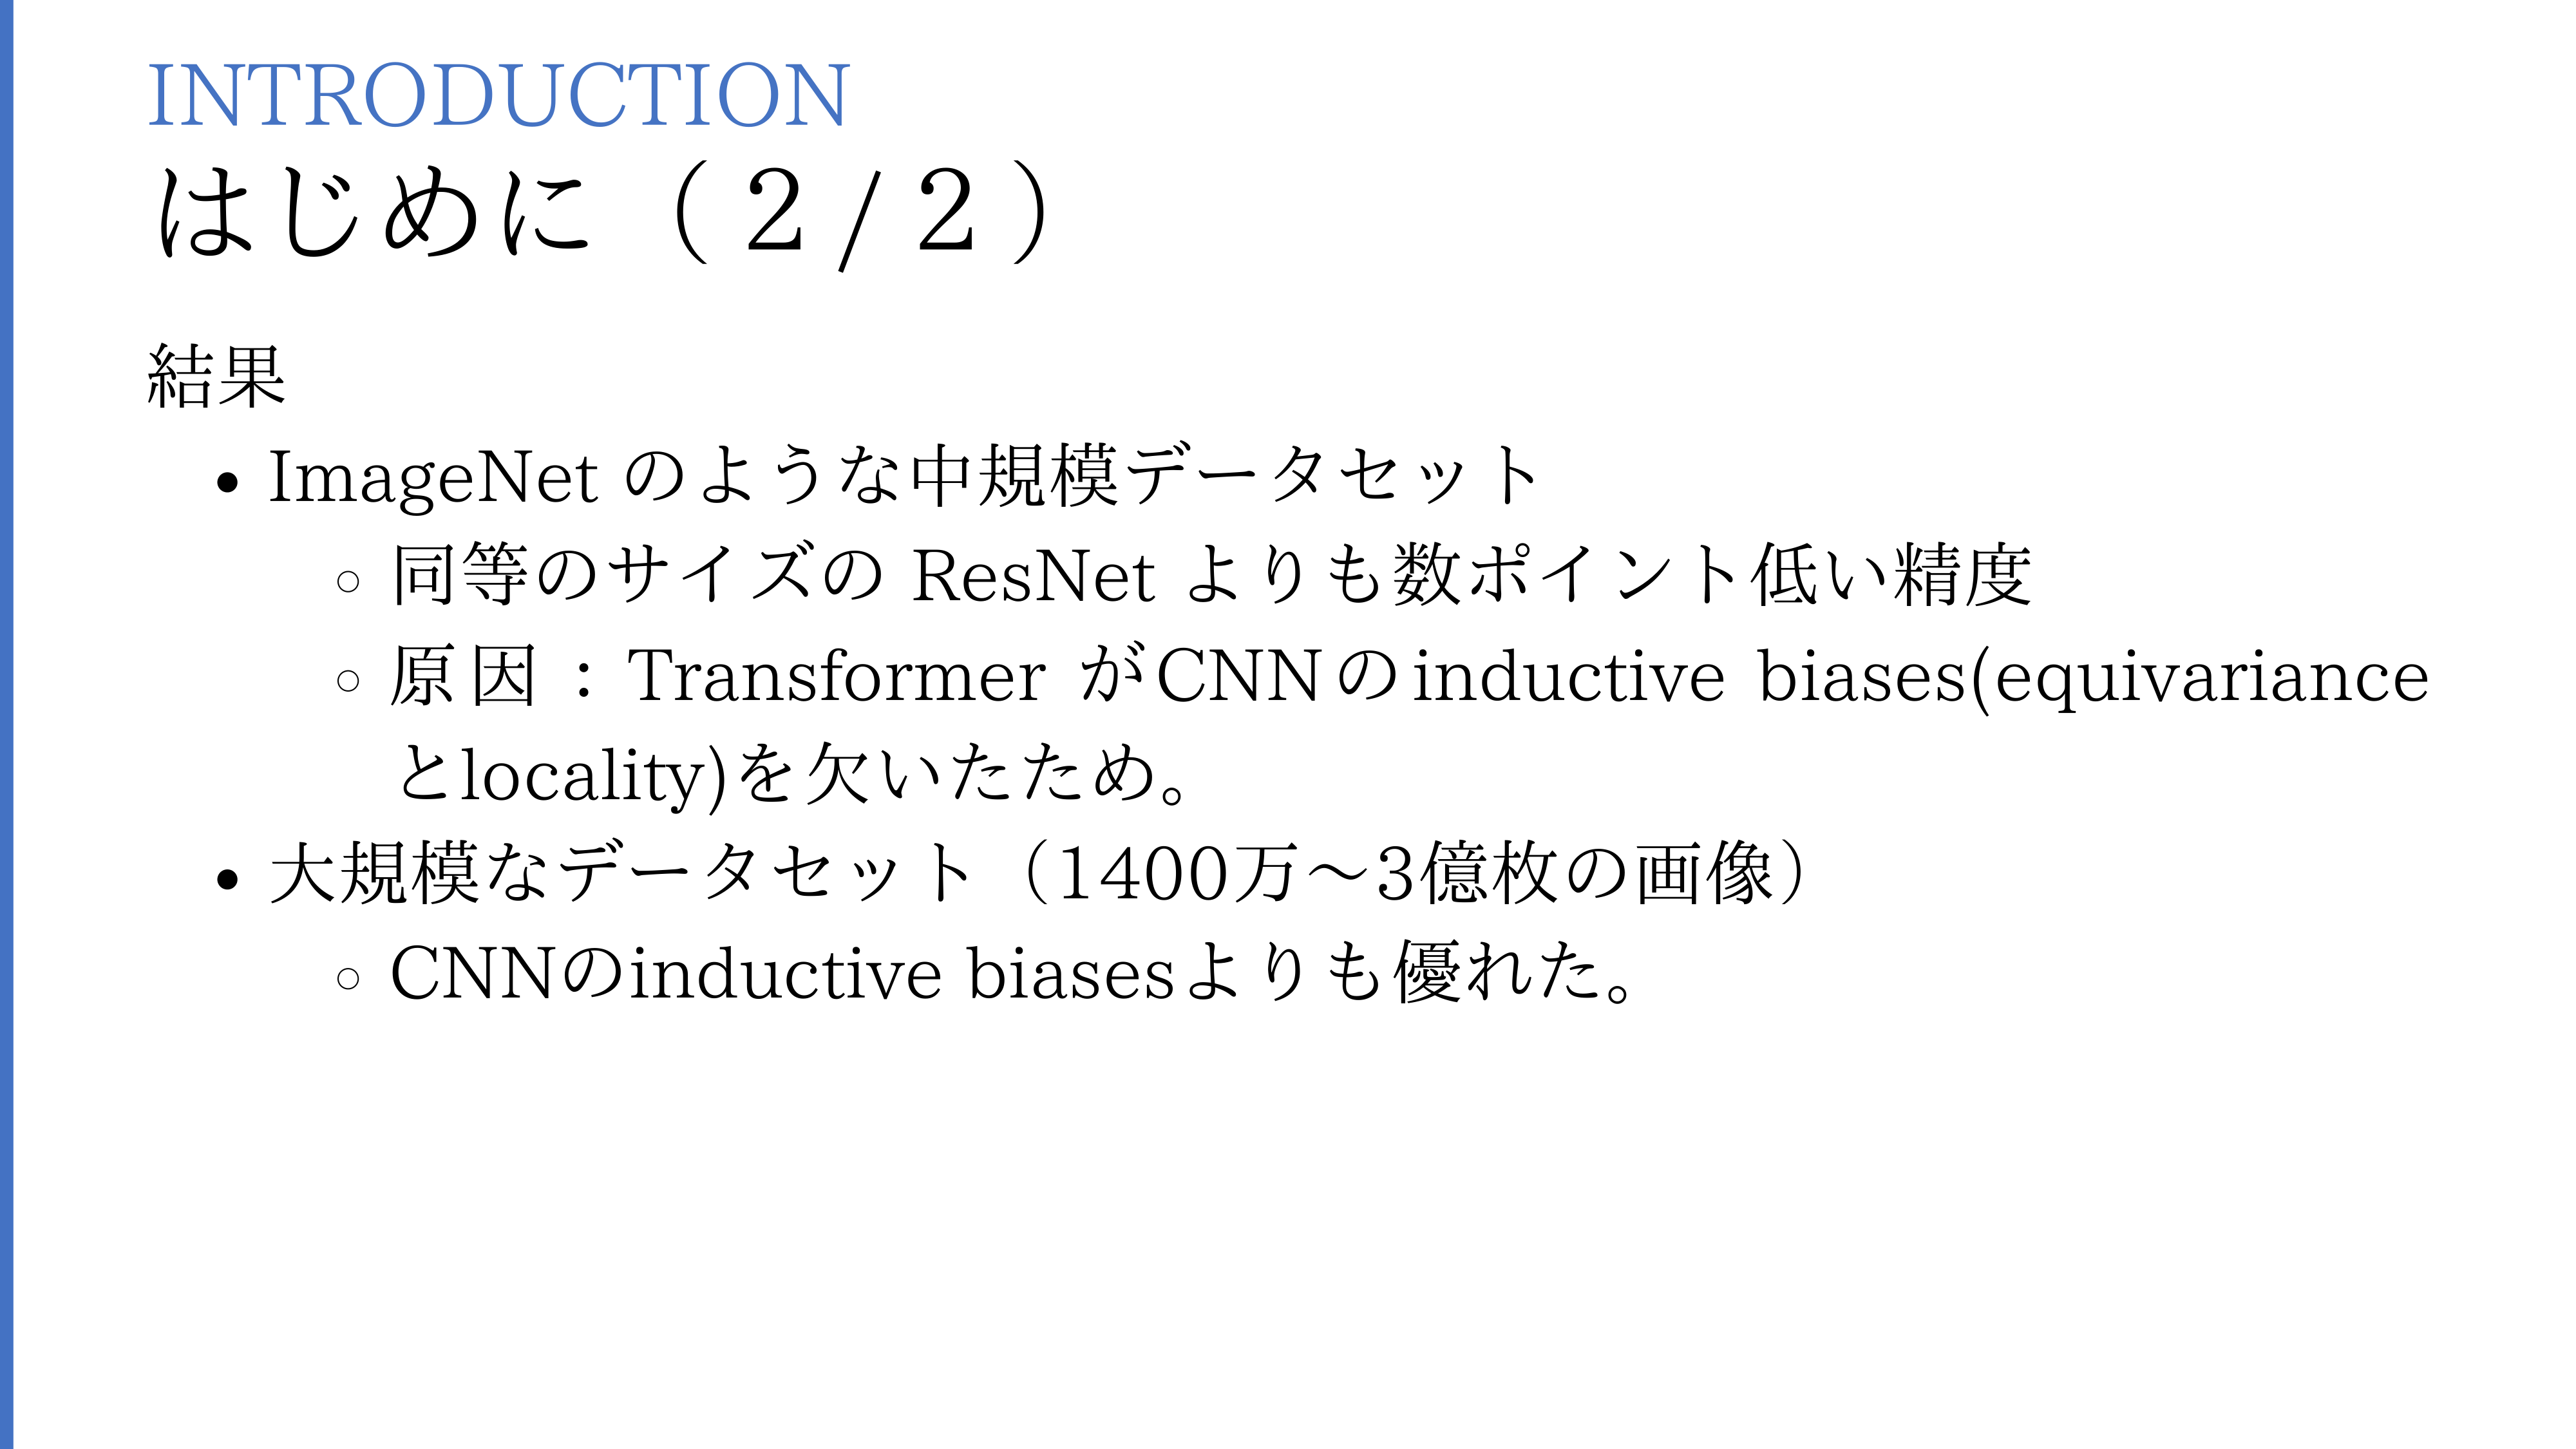 INTRODUCTION
はじめに（２/２）
結果
• ImageNet のような中規模データセット
○ 同等のサイズの ResNet よりも数ポイント低い精度
○ 原因：Transformer がCNNのinductive biases(equivariance
とlocality)を欠いたため。
• 大規模なデータセット（1400万〜3億枚の画像）
○ CNNのinductive biasesよりも優れた。